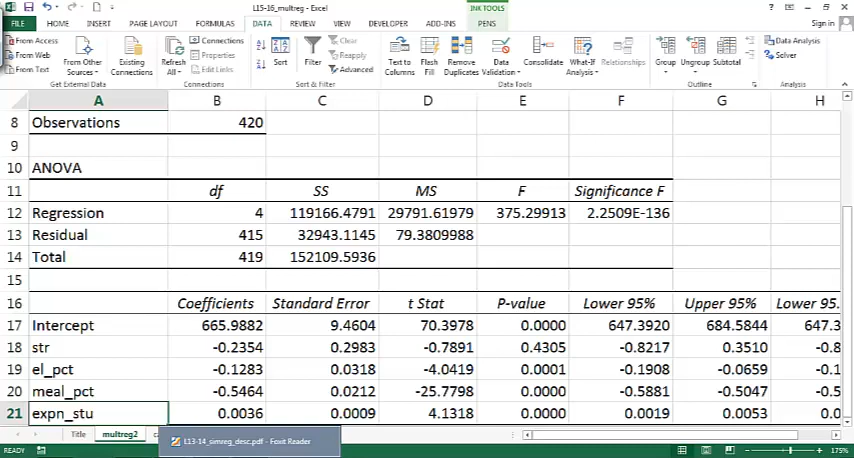 L15-16_multreg - Excel
INK TOOLS
FILE HOME INSERT PAGE LAYOUT FORMULAS DATA REVIEW VIEW DEVELOPER ADD-INS PENS
Sign in
From Access
From Web
From Text
From Other Sources
Existing Connections
Get External Data
Refresh All
Connections
Properties
Edit Links
Connections
Sort
Filter
Clear
Reapply
Advanced
Sort & Filter
Text to Columns
Flash Fill
Remove Duplicates
Data Validation
Consolidate
What-If Analysis
Relationships
Data Tools
Group
Ungroup
Subtotal
Outline
Data Analysis
Solver
Analysis
A B C D E F G H
8 Observations 420
9
10 ANOVA
11 df SS MS F Significance F
12 Regression 4 119166.4791 29791.61979 375.29913 2.2509E-136
13 Residual 415 32943.1145 79.3809988
14 Total 419 152109.5936
15
16 Coefficients Standard Error t Stat P-value Lower 95% Upper 95% Lower 95.
17 Intercept 665.9882 9.4604 70.3978 0.0000 647.3920 684.5844 647.3
18 str -0.2354 0.2983 -0.7891 0.4305 -0.8217 0.3510 -0.8
19 el_pct -0.1283 0.0318 -4.0419 0.0001 -0.1908 -0.0659 -0.1
20 meal_pct -0.5464 0.0212 -25.7798 0.0000 -0.5881 -0.5047 -0.5
21 expn_stu 0.0036 0.0009 4.1318 0.0000 0.0019 0.0053 0.0
Title multreg2
L13-14_simreg_desc.pdf - Foxit Reader
READY
175%